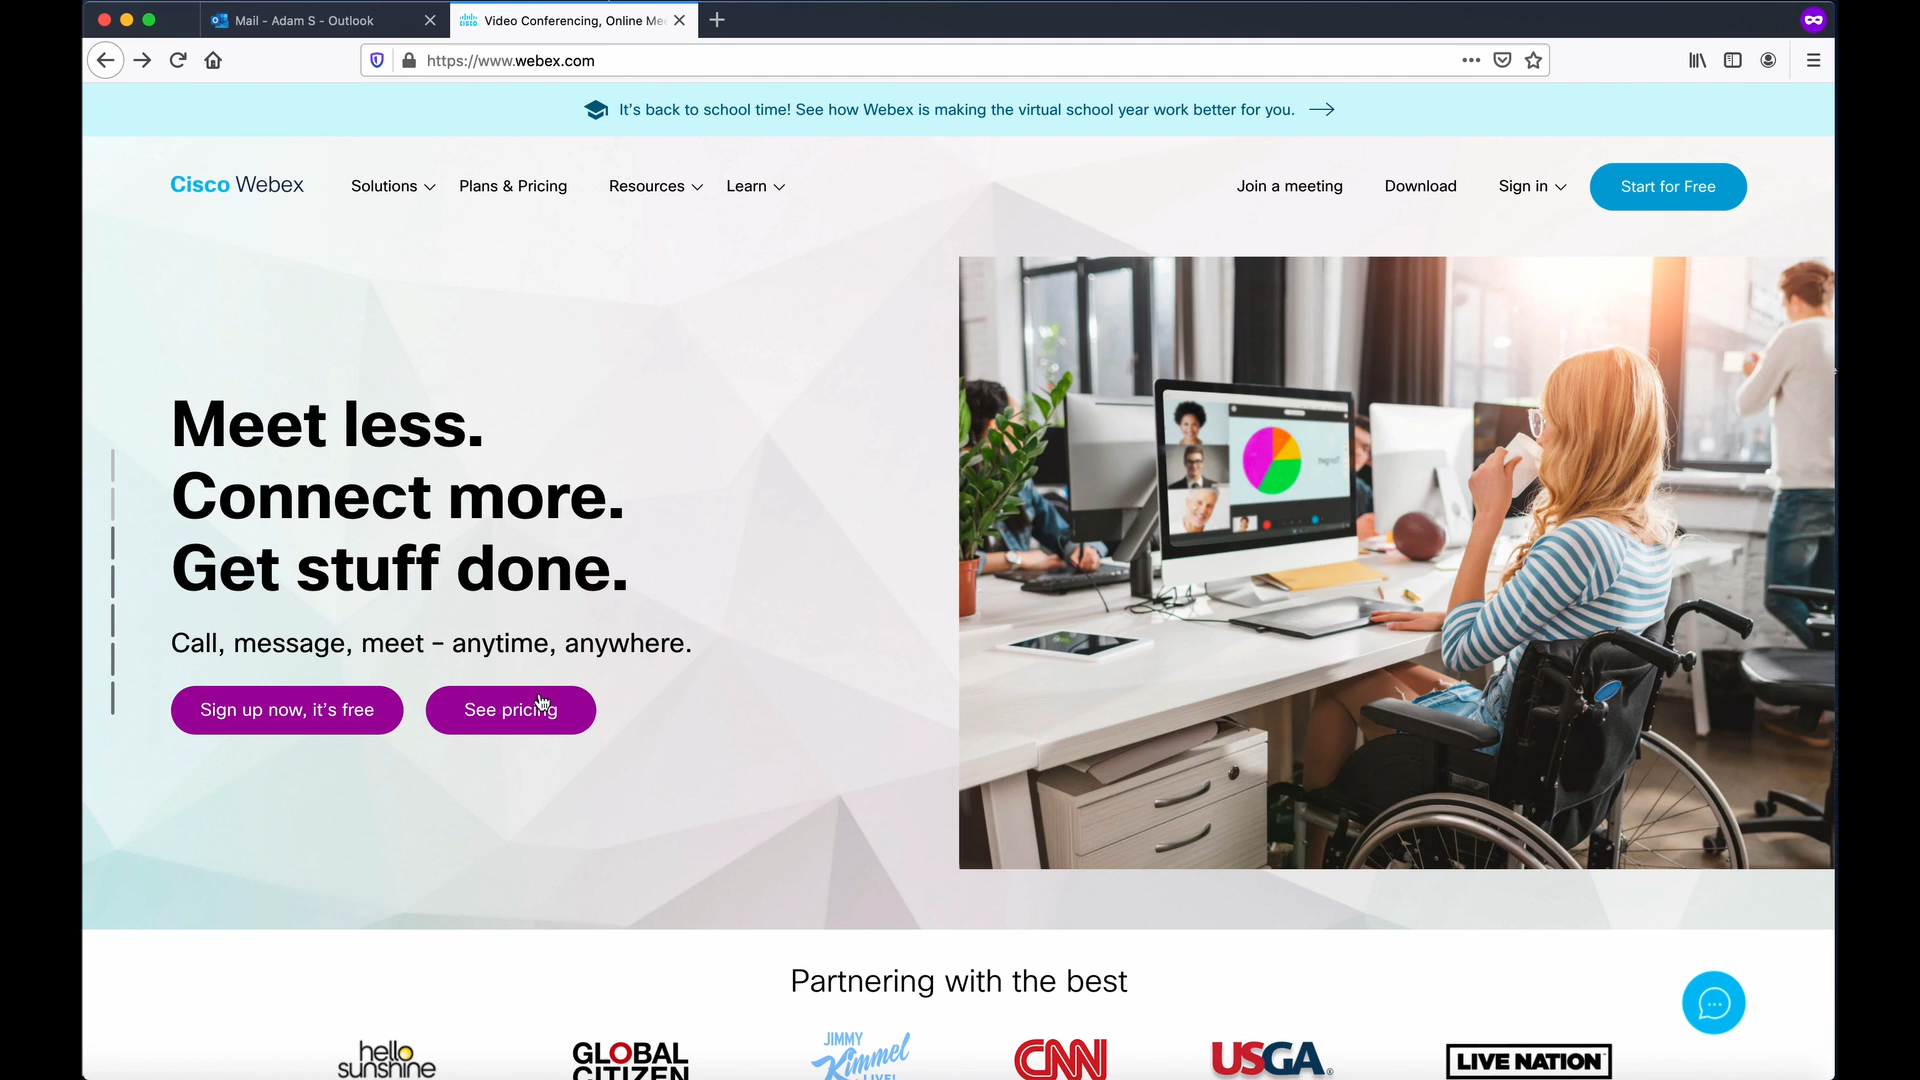 Mail - Adam S - Outlook
Video Conferencing, Online Mee
https://www.webex.com
It's back to school time! See how Webex is making the virtual school year work better for you.
Cisco Webex
Solutions
Plans & Pricing
Resources
Learn
Join a meeting
Download
Sign in
Start for Free
Meet less.
Connect more.
Get stuff done.
Call, message, meet – anytime, anywhere.
Sign up now, it's free
See pricing
Partnering with the best
hello
sunshine
GLOBAL
CITIZEN
JIMMY
Kimmel
LIVE!
CNN
USGA
LIVE NATION